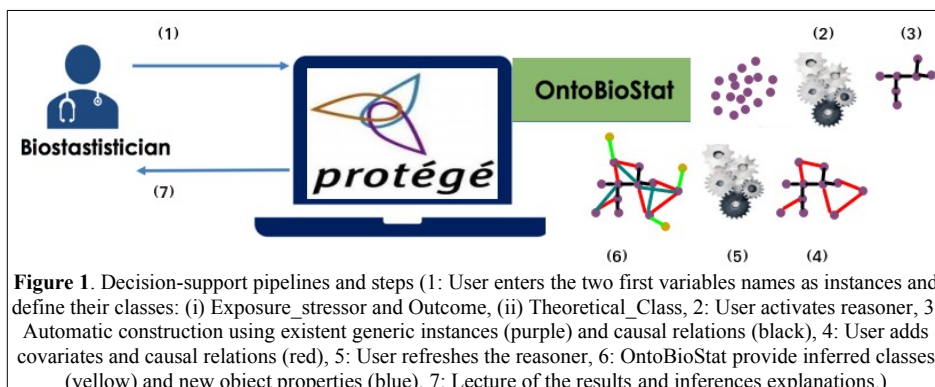 (1)
(2)
(3)
OntoBioStat
Biostastistician
protégé
(7)
(6)
(5)
(4)
Figure 1. Decision-support pipelines and steps (1: User enters the two first variables names as instances and
define their classes: (i) Exposure_stressor and Outcome, (ii) Theoretical_Class, 2: User activates reasoner, 3
Automatic construction using existent generic instances (purple) and causal relations (black), 4: User adds
covariates and causal relations (red), 5: User refreshes the reasoner, 6: OntoBioStat provide inferred classes
(yellow) and new object properties (blue), 7: Lecture of the results and inferences explanations.)